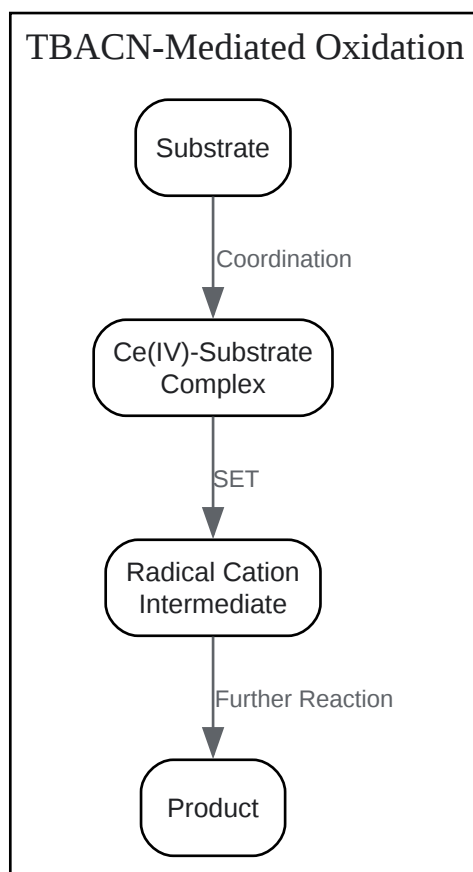 TBACN-Mediated Oxidation
Substrate
Coordination
Ce(IV)-Substrate
Complex
SET
Radical Cation
Intermediate
Further Reaction
Product